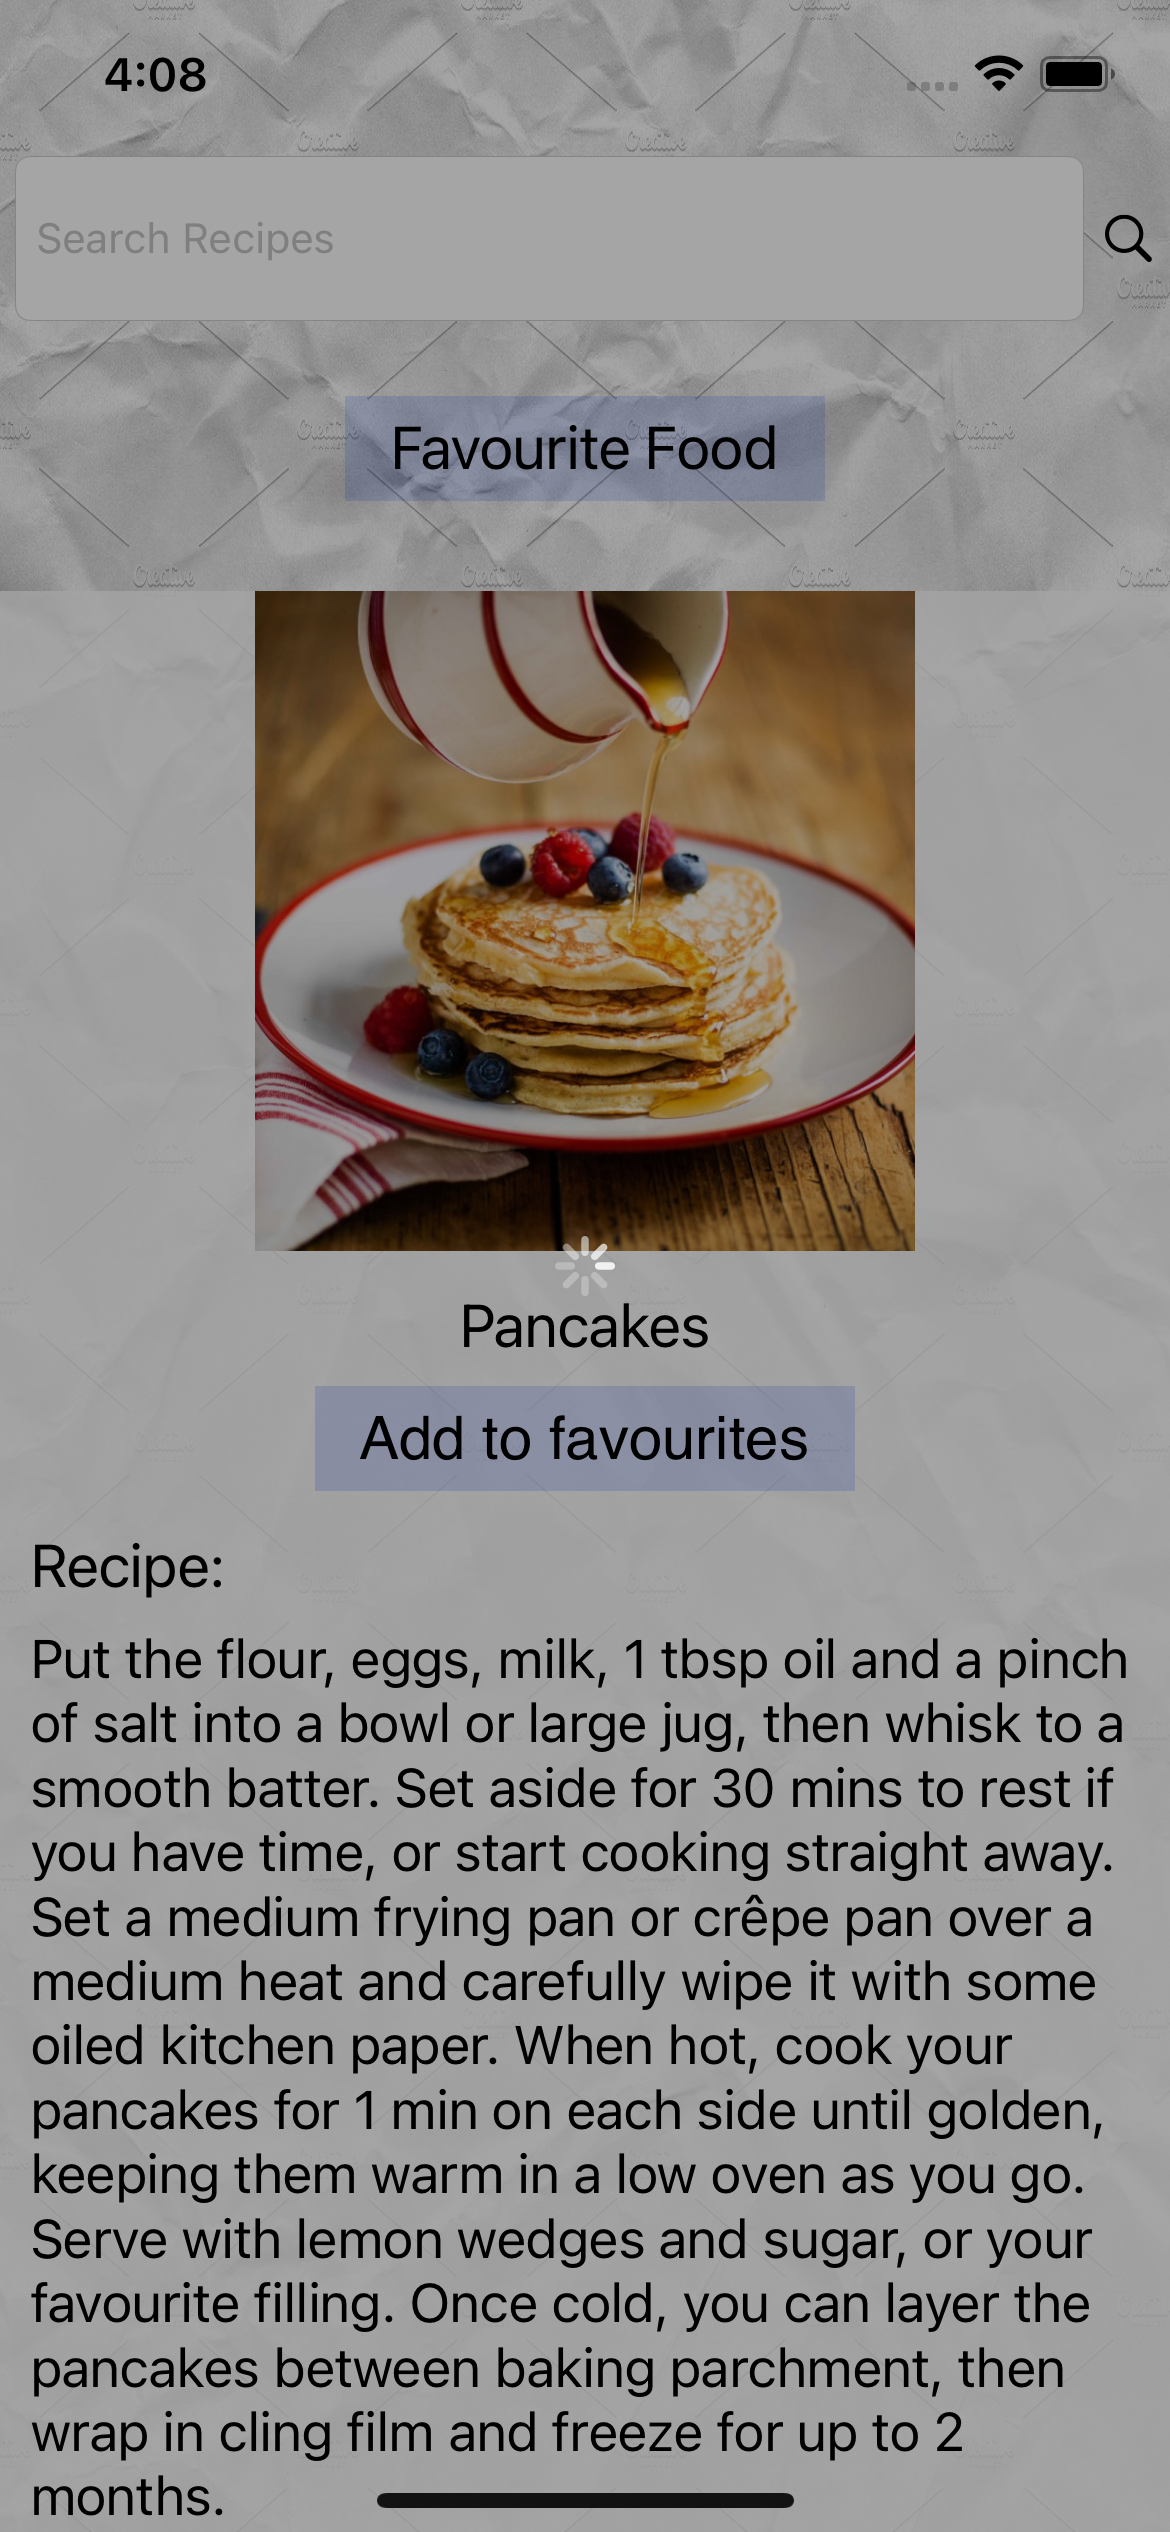 4:08
Search Recipes
Favourite Food
Pancakes
Add to favourites
Recipe:
Put the flour, eggs, milk, 1 tbsp oil and a pinch
of salt into a bowl or large jug, then whisk to a
smooth batter. Set aside for 30 mins to rest if
you have time, or start cooking straight away.
Set a medium frying pan or crêpe pan over a
medium heat and carefully wipe it with some
oiled kitchen paper. When hot, cook your
pancakes for 1 min on each side until golden,
keeping them warm in a low oven as you go.
Serve with lemon wedges and sugar, or your
favourite filling. Once cold, you can layer the
pancakes between baking parchment, then
wrap in cling film and freeze for up to 2
months.